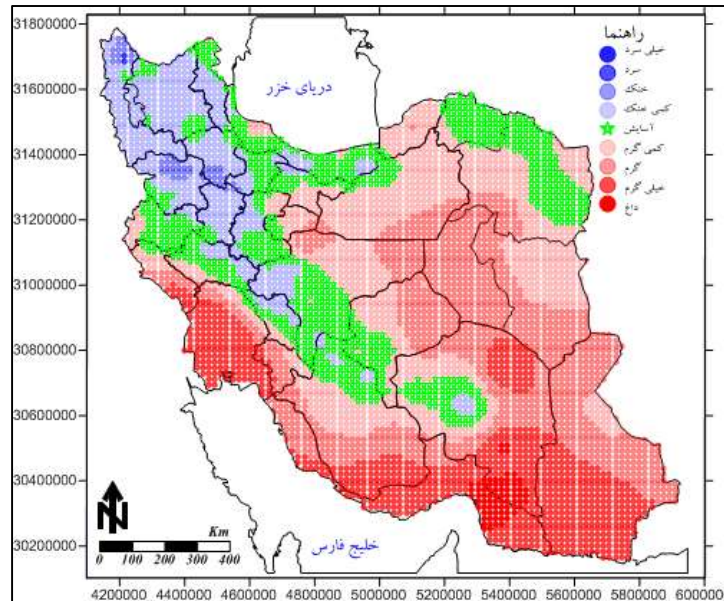 راهنما
خیلی سرد
سرد
خنک
کمی خنک
آسایش
کمی گرم
گرم
خیلی گرم
داغ
دریای خزر
خلیج فارس
N
Km
0 100 200 300 400
31800000
31600000
31400000
31200000
31000000
30800000
30600000
30400000
30200000
4200000 4400000 4600000 4800000 5000000 5200000 5400000 5600000 5800000 6000000